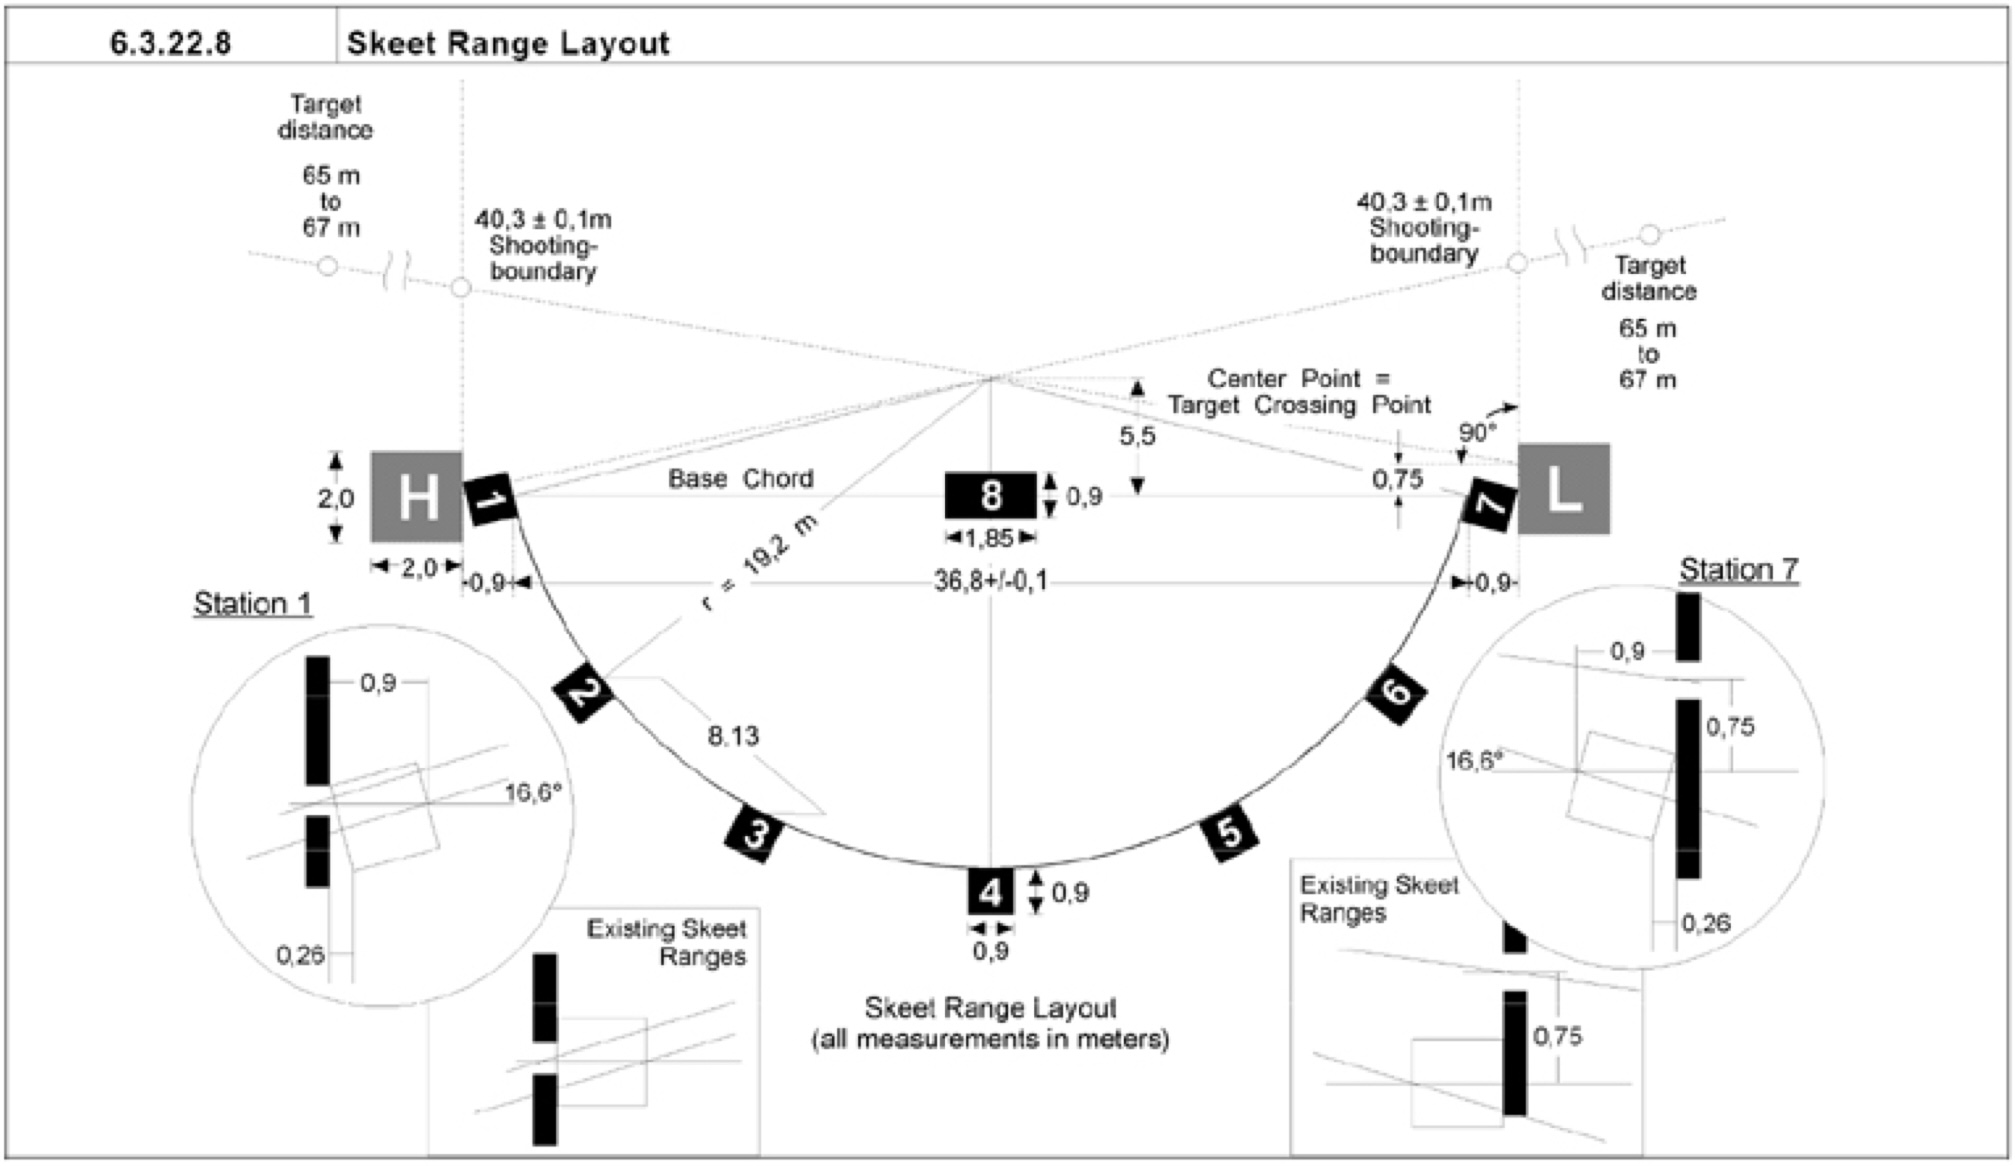 6.3.22.8
Skeet Range Layout
Target
distance
65 m
to
67 m
40,3 ± 0,1m
Shooting-
boundary
40,3 ± 0,1m
Shooting-
boundary
Target
distance
65 m
to
67 m
Center Point =
Target Crossing Point
5,5
90°
0,75
H
2,0
2,0
1
0,9
Base Chord
8
0,9
1,85
36,8+/-0,1
r = 19,2 m
7
L
0,9
Station 1
0,9
16,6°
0,26
2
8,13
3
4
0,9
0,9
5
6
Station 7
0,9
0,75
16,6°
0,26
Existing Skeet
Ranges
Existing Skeet
Ranges
0,75
Skeet Range Layout
(all measurements in meters)